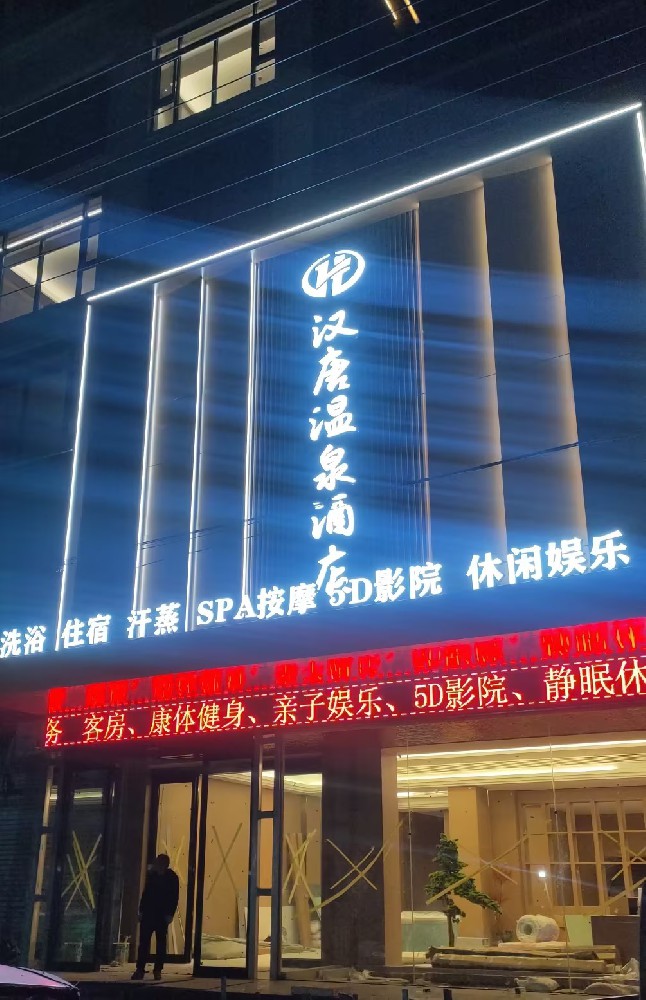 汉唐温泉酒店
洗浴 住宿 汗蒸 SPA按摩 5D影院 休闲娱乐
务 客房、康体健身、亲子娱乐、5D影院、静眠休